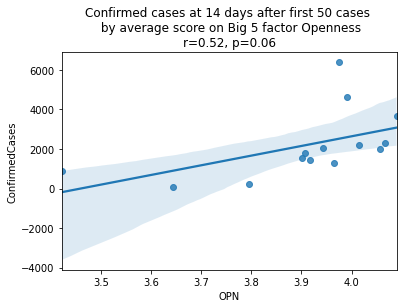 Confirmed cases at 14 days after first 50 cases
by average score on Big 5 factor Openness
r=0.52, p=0.06
6000
4000
2000
0
−2000
−4000
ConfirmedCases
3.5
3.6
3.7
3.8
3.9
4.0
OPN